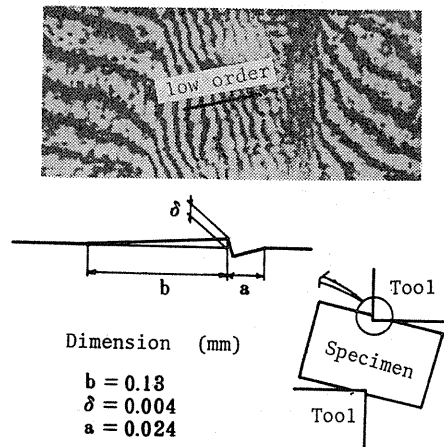 low order
δ
b
a
Tool
Specimen
Tool
Dimension (mm)
b = 0.13
δ = 0.004
a = 0.024